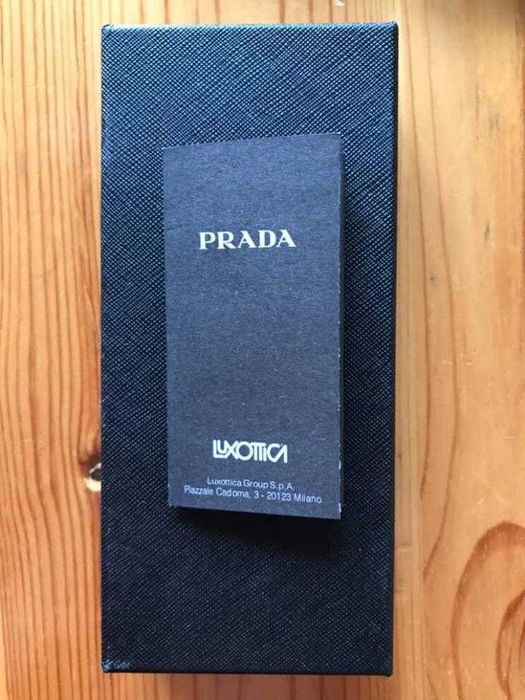 PRADA
LUXOTTICA
Luxottica Group S.p.A.
Piazzale Cadorna, 3 - 20123 Milano